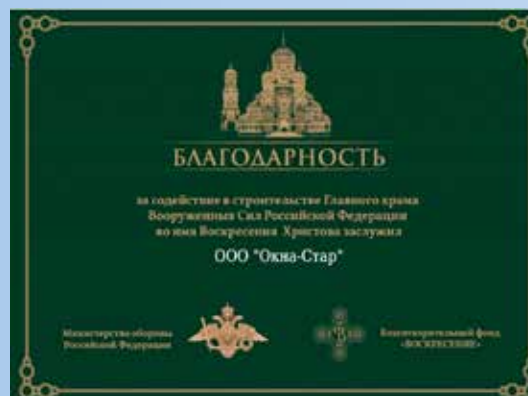 БЛАГОДАРНОСТЬ
за содействие в строительстве Главного храма
Вооруженных Сил Российской Федерации
во имя Воскресения Христова заслужил
ООО "Окна-Стар"
Министерство обороны
Российской Федерации
Благотворительный фонд
«ВОСКРЕСЕНИЕ»